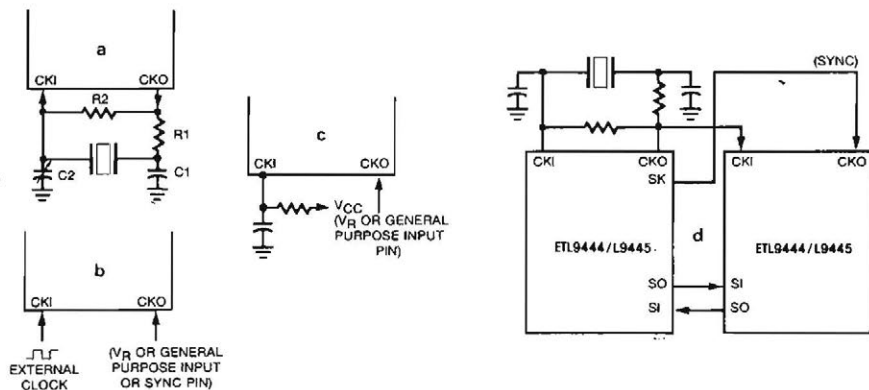 a
CKI
CKO
R2
R1
C2
C1
b
CKI
CKO
EXTERNAL
CLOCK
(VR OR GENERAL
PURPOSE INPUT
OR SYNC PIN)
c
CKI
CKO
VCC
(VR OR GENERAL
PURPOSE INPUT
PIN)
(SYNC)
CKI
CKO
SK
ETL9444/L9445
SO
SI
d
CKI
CKO
ETL9444/L9445
SI
SO